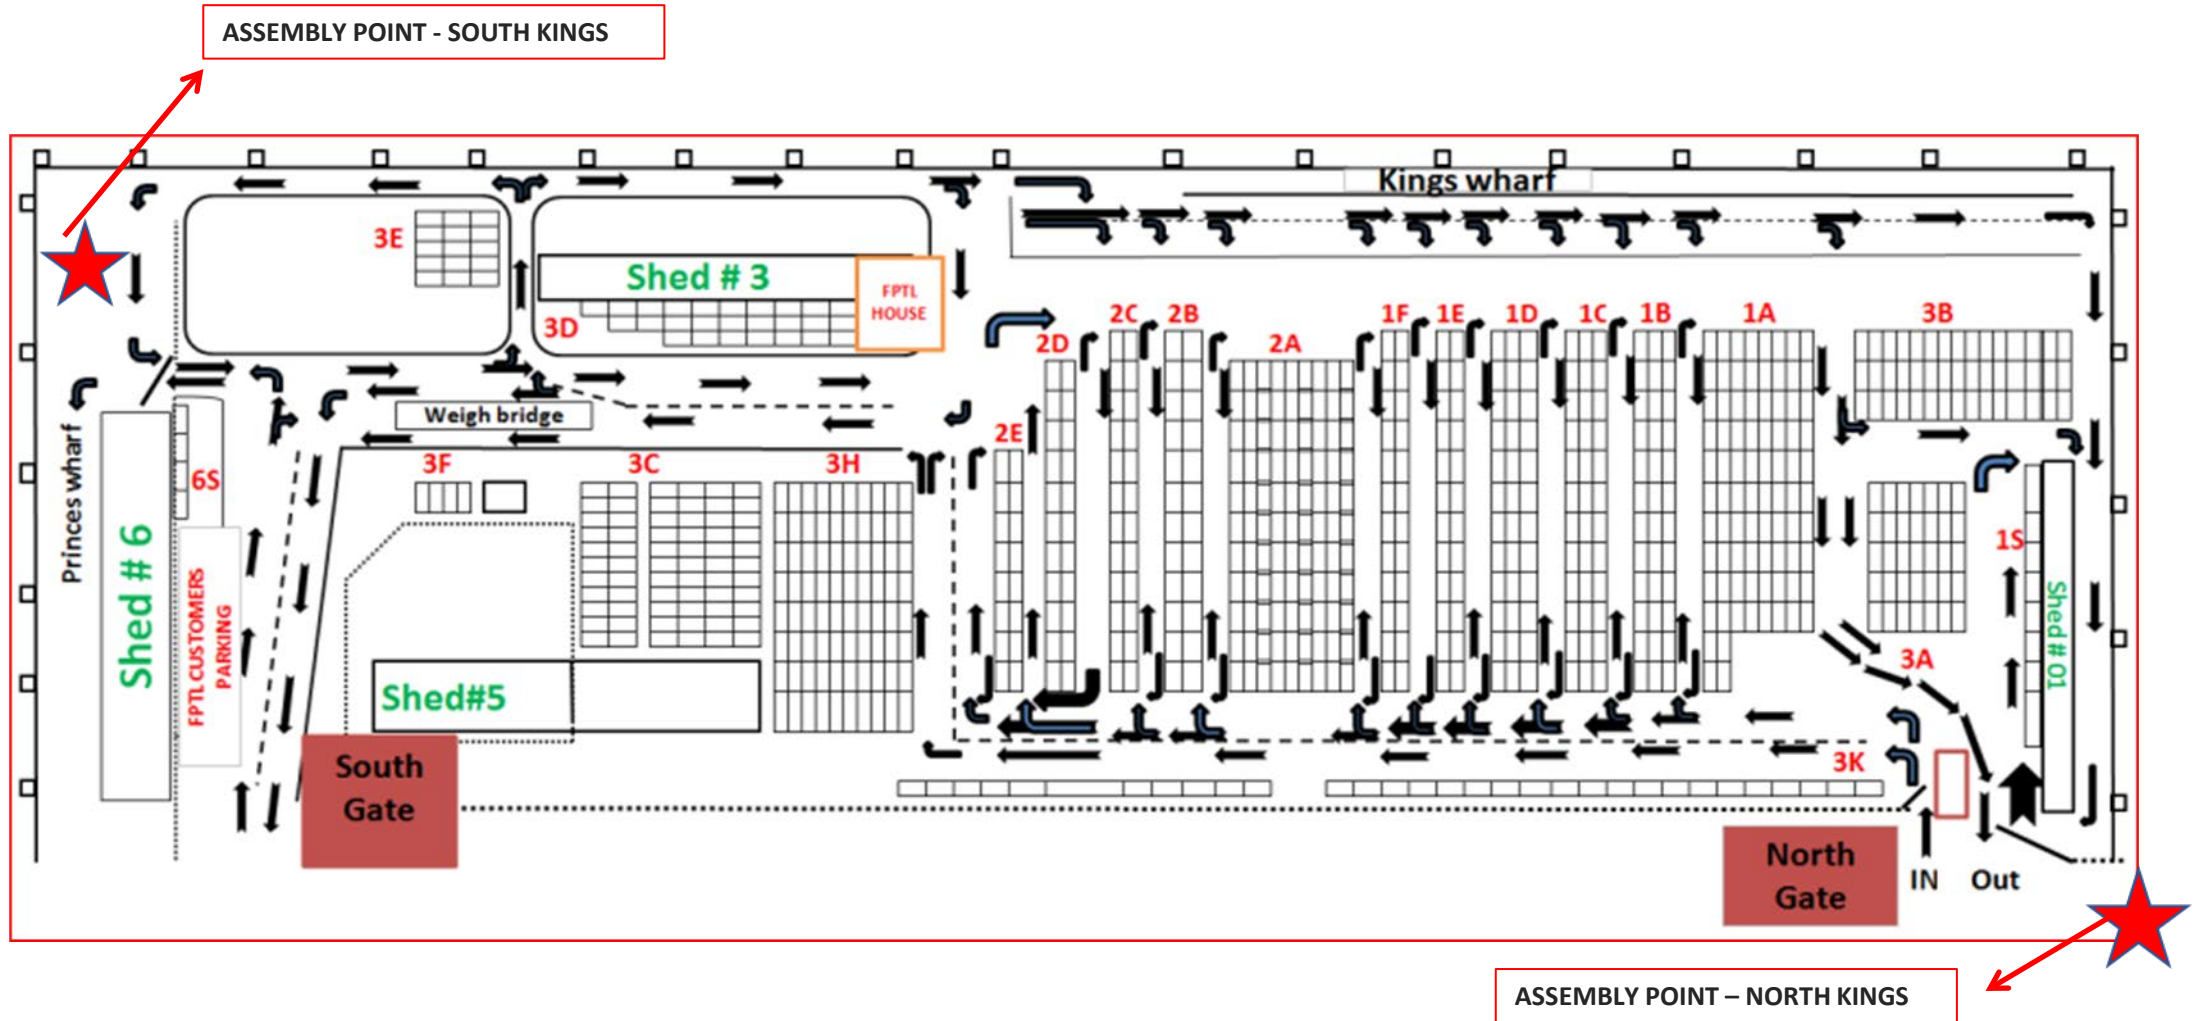 ASSEMBLY POINT - SOUTH KINGS
Kings wharf
3E
Shed # 3
FPTL
HOUSE
3D
2C
2B
1F
1E
1D
1C
1B
1A
3B
2D
2A
Weigh bridge
2E
Princes wharf
6S
3F
3C
3H
Shed # 6
FPTL CUSTOMERS
PARKING
1S
Shed # 01
3A
Shed#5
South
Gate
3K
North
Gate
IN
Out
ASSEMBLY POINT – NORTH KINGS